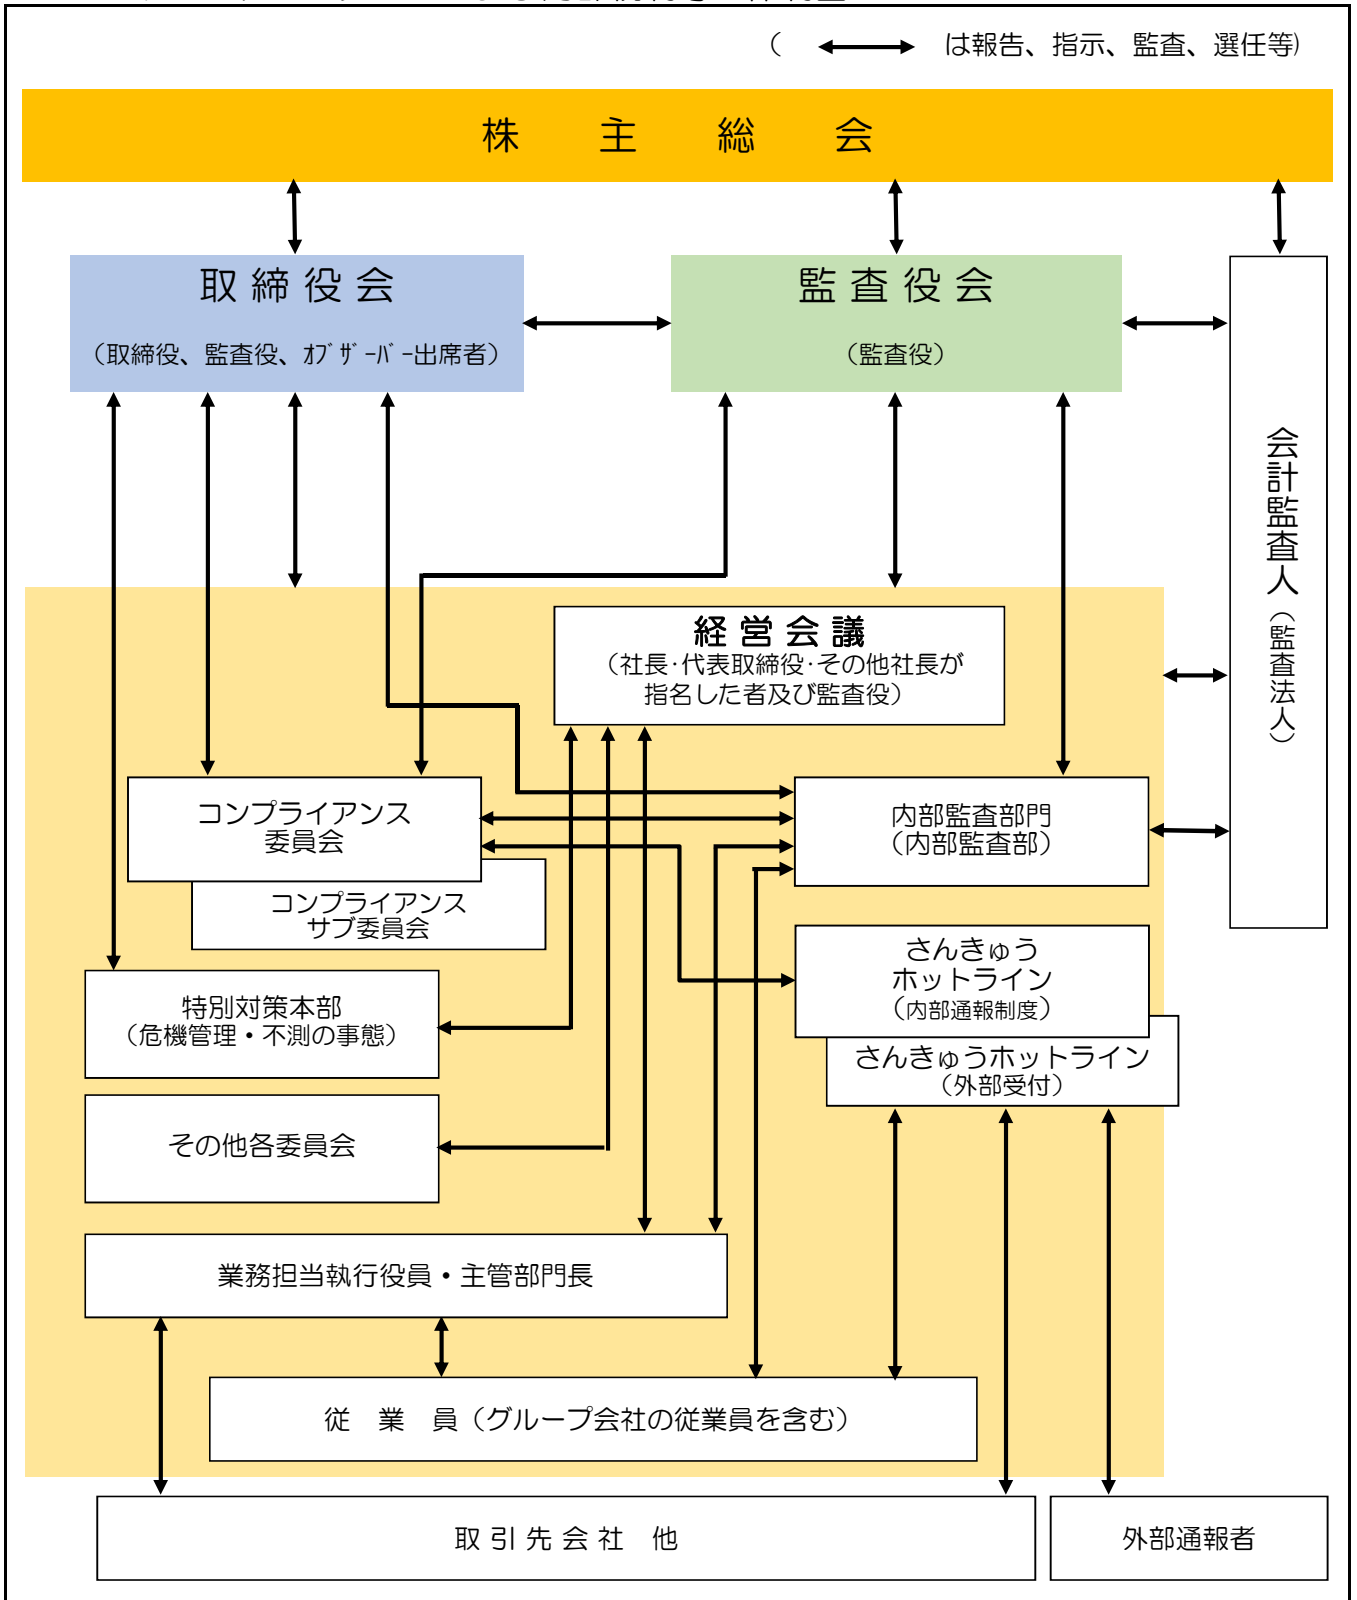 ( は報告、指示、監査、選任等)
株 主 総 会
取締役会
（取締役、監査役、ｵﾌﾞｻﾞｰﾊﾞｰ出席者）
監査役会
（監査役）
会計監査人（監査法人）
経営会議
（社長･代表取締役･その他社長が
指名した者及び監査役）
コンプライアンス
委員会
コンプライアンス
サブ委員会
内部監査部門
（内部監査部）
さんきゅう
ホットライン
（内部通報制度）
さんきゅうホットライン
（外部受付）
特別対策本部
（危機管理・不測の事態）
その他各委員会
業務担当執行役員・主管部門長
従 業 員（グループ会社の従業員を含む）
取引先会社 他
外部通報者